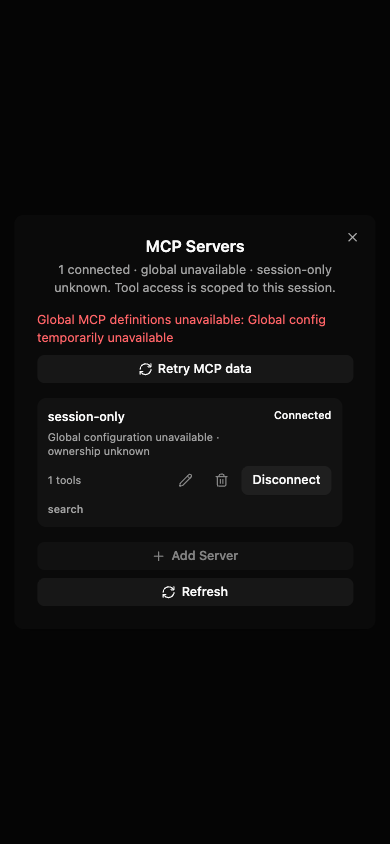 MCP Servers
1 connected · global unavailable · session-only
unknown. Tool access is scoped to this session.
Global MCP definitions unavailable: Global config
temporarily unavailable
Retry MCP data
session-only
Connected
Global configuration unavailable ·
ownership unknown
1 tools
Disconnect
search
Add Server
Refresh